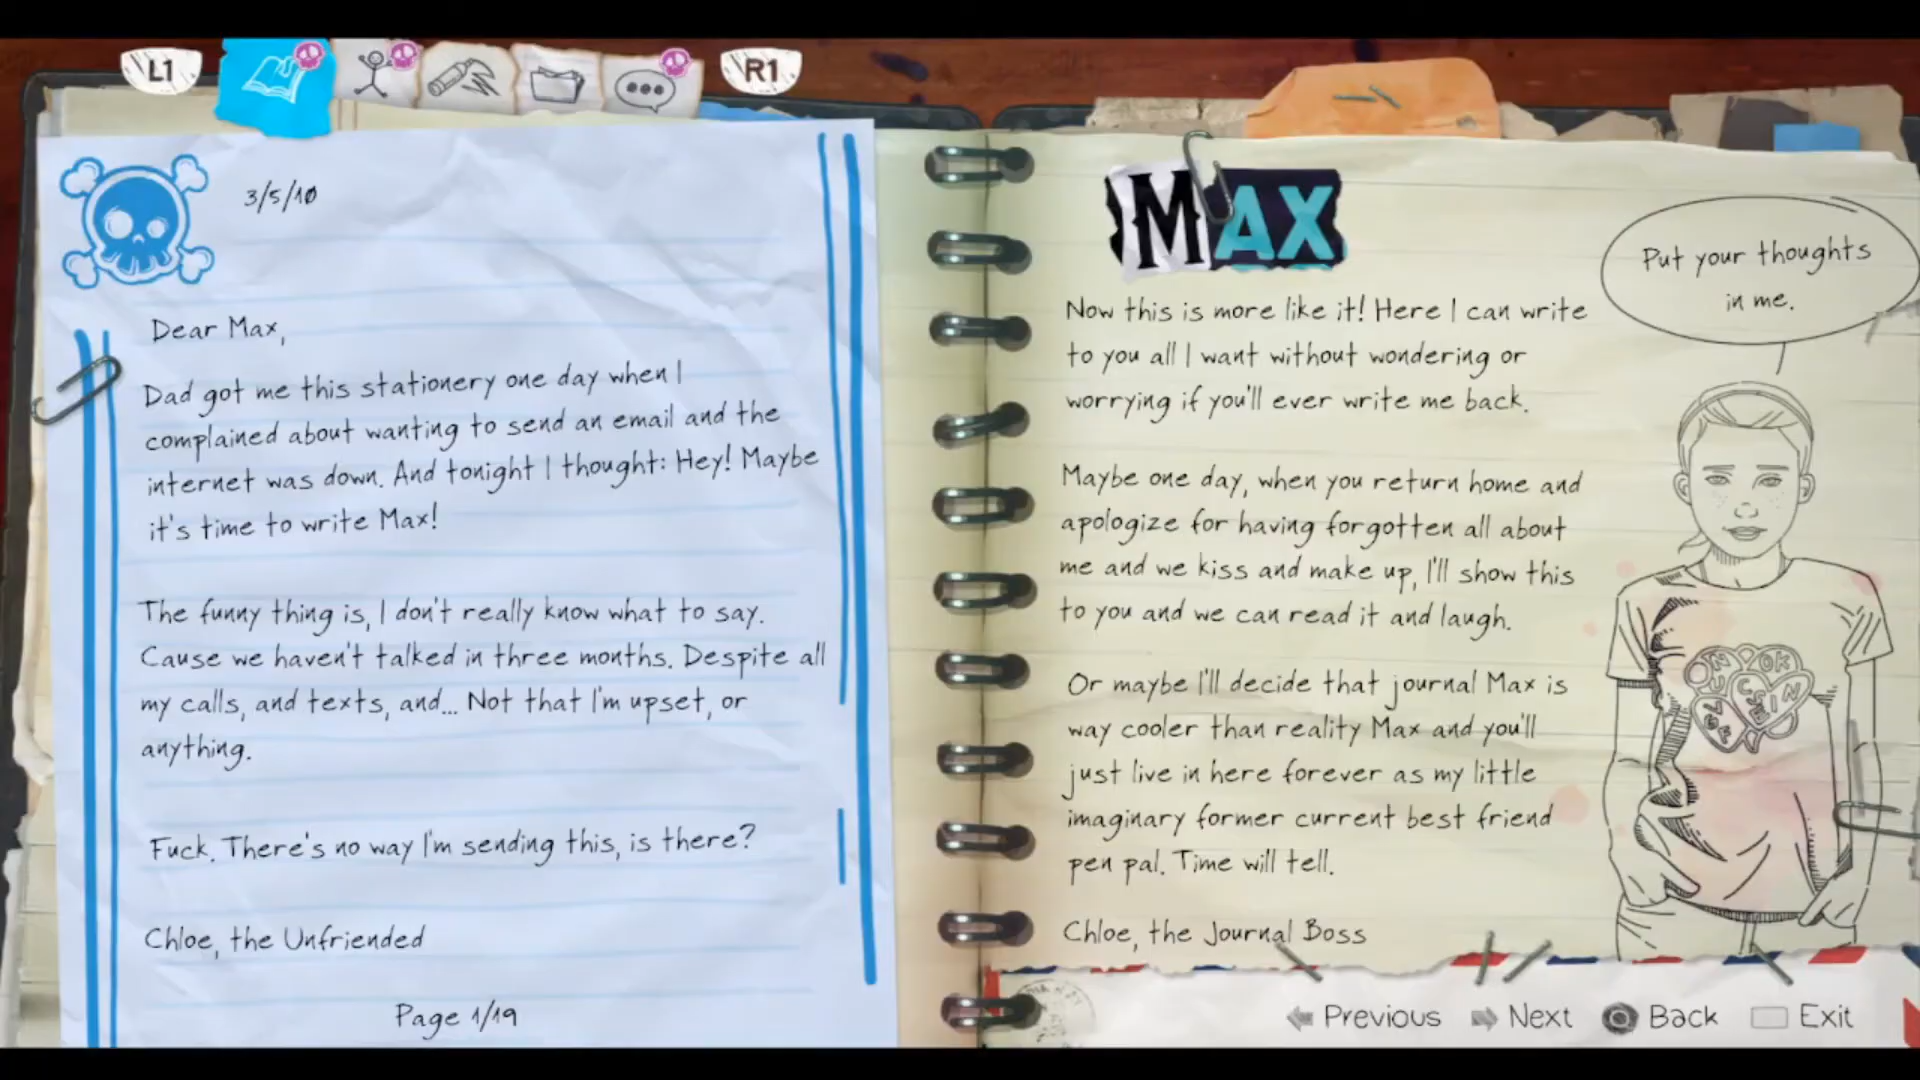 L1
R1
3/5/10
Dear Max,
Dad got me this stationery one day when I
complained about wanting to send an email and the
internet was down. And tonight I thought: Hey! Maybe
it's time to write Max!
The funny thing is, I don't really know what to say.
Cause we haven't talked in three months. Despite all
my calls, and texts, and... Not that I'm upset, or
anything.
Fuck. There's no way I'm sending this, is there?
Chloe, the Unfriended
Page 1/19
MAX
Now this is more like it! Here I can write
to you all I want without wondering or
worrying if you'll ever write me back.
Maybe one day, when you return home and
apologize for having forgotten all about
me and we kiss and make up, I'll show this
to you and we can read it and laugh.
Or maybe I'll decide that journal Max is
way cooler than reality Max and you'll
just live in here forever as my little
imaginary former current best friend
pen pal. Time will tell.
Chloe, the Journal Boss
Put your thoughts
in me.
Previous
Next
Back
Exit